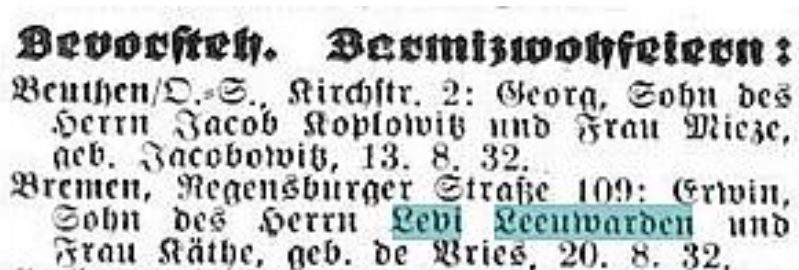 Bevorsteh. Barmizwohfeiern:
Beuthen/O.-S., Kirchstr. 2: Georg, Sohn des
Herrn Jacob Koplowitz und Frau Mieze,
geb. Jacobowitz, 13. 8. 32.
Bremen, Regensburger Straße 109: Erwin,
Sohn des Herrn Levi Leeuwarden und
Frau Käthe, geb. de Vries, 20. 8. 32.